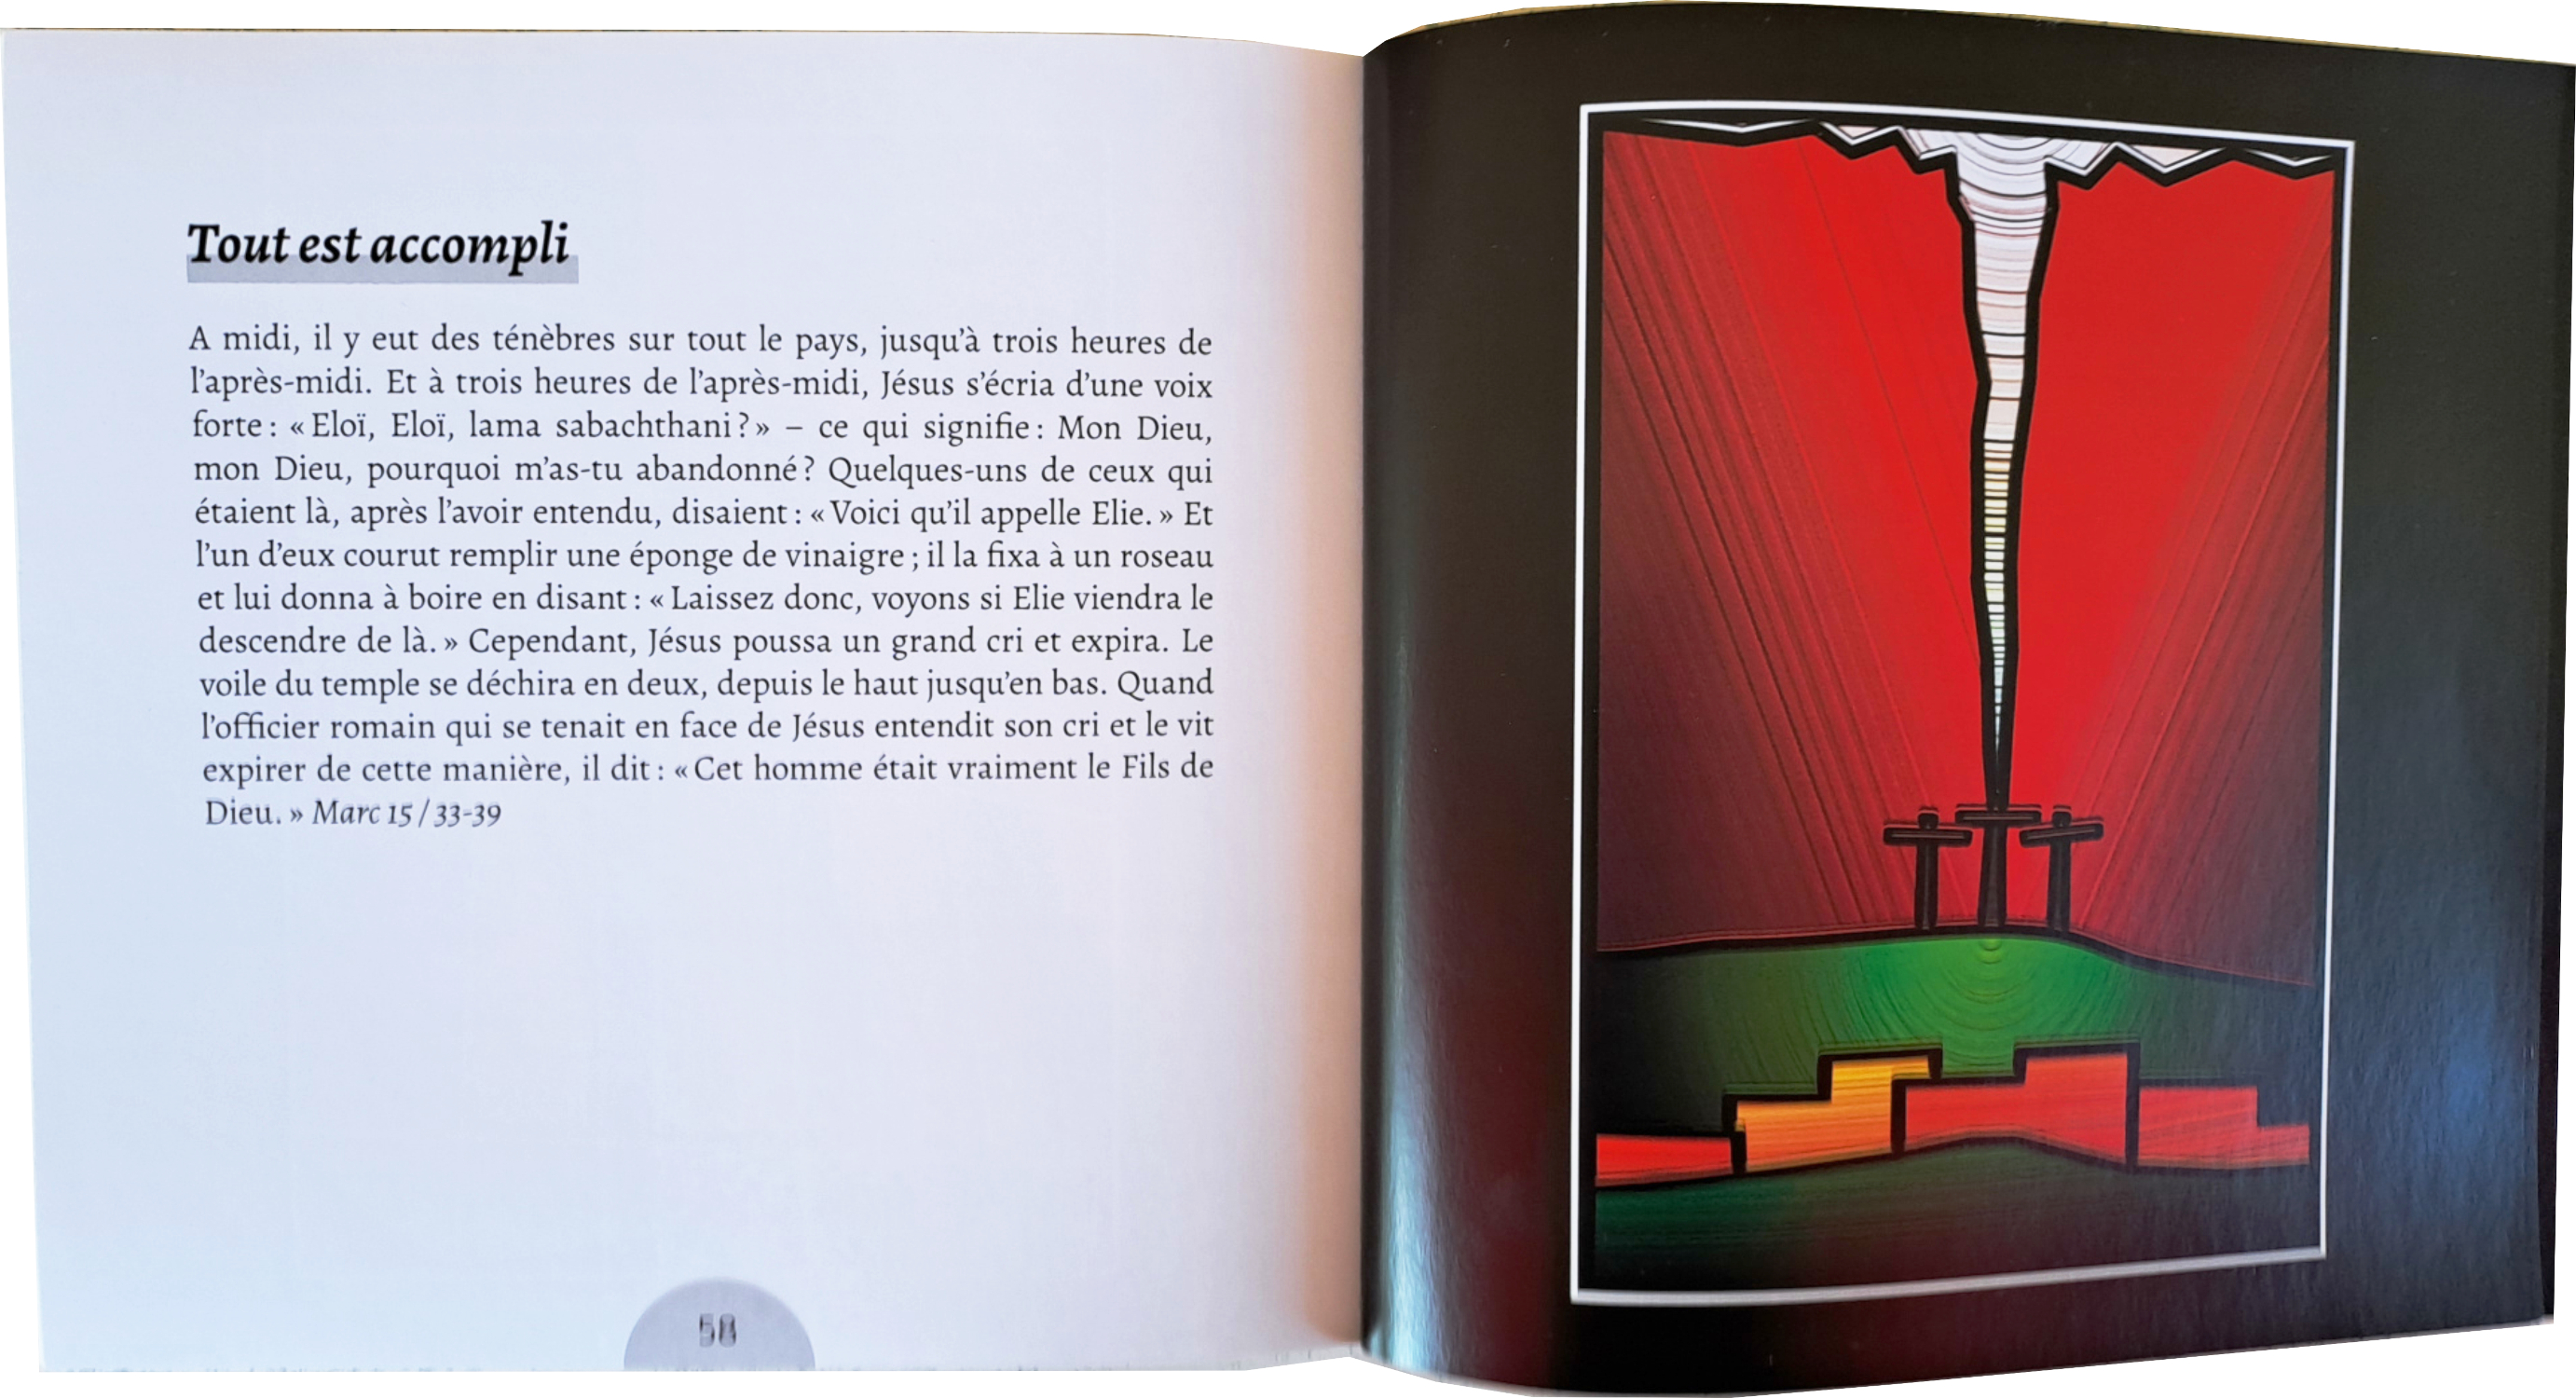 Tout est accompli
A midi, il y eut des ténèbres sur tout le pays, jusqu'à trois heures de
l'après-midi. Et à trois heures de l'après-midi, Jésus s'écria d'une voix
forte : « Eloï, Eloï, lama sabachthani ? » – ce qui signifie : Mon Dieu,
mon Dieu, pourquoi m'as-tu abandonné ? Quelques-uns de ceux qui
étaient là, après l'avoir entendu, disaient : « Voici qu'il appelle Elie. » Et
l'un d'eux courut remplir une éponge de vinaigre ; il la fixa à un roseau
et lui donna à boire en disant : « Laissez donc, voyons si Elie viendra le
descendre de là. » Cependant, Jésus poussa un grand cri et expira. Le
voile du temple se déchira en deux, depuis le haut jusqu'en bas. Quand
l'officier romain qui se tenait en face de Jésus entendit son cri et le vit
expirer de cette manière, il dit : « Cet homme était vraiment le Fils de
Dieu. » Marc 15 / 33-39
58